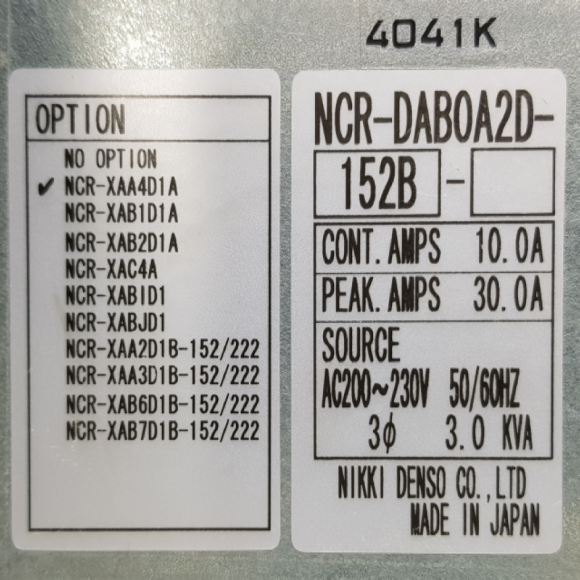 4041K
OPTION
NO OPTION
✔ NCR-XAA4D1A
NCR-XAB1D1A
NCR-XAB2D1A
NCR-XAC4A
NCR-XABID1
NCR-XABJD1
NCR-XAA2D1B-152/222
NCR-XAA3D1B-152/222
NCR-XAB6D1B-152/222
NCR-XAB7D1B-152/222
NCR-DAB0A2D-
152B -
CONT. AMPS 10.0A
PEAK. AMPS 30.0A
SOURCE
AC200~230V 50/60HZ
3φ 3.0 KVA
NIKKI DENSO CO.,LTD
MADE IN JAPAN